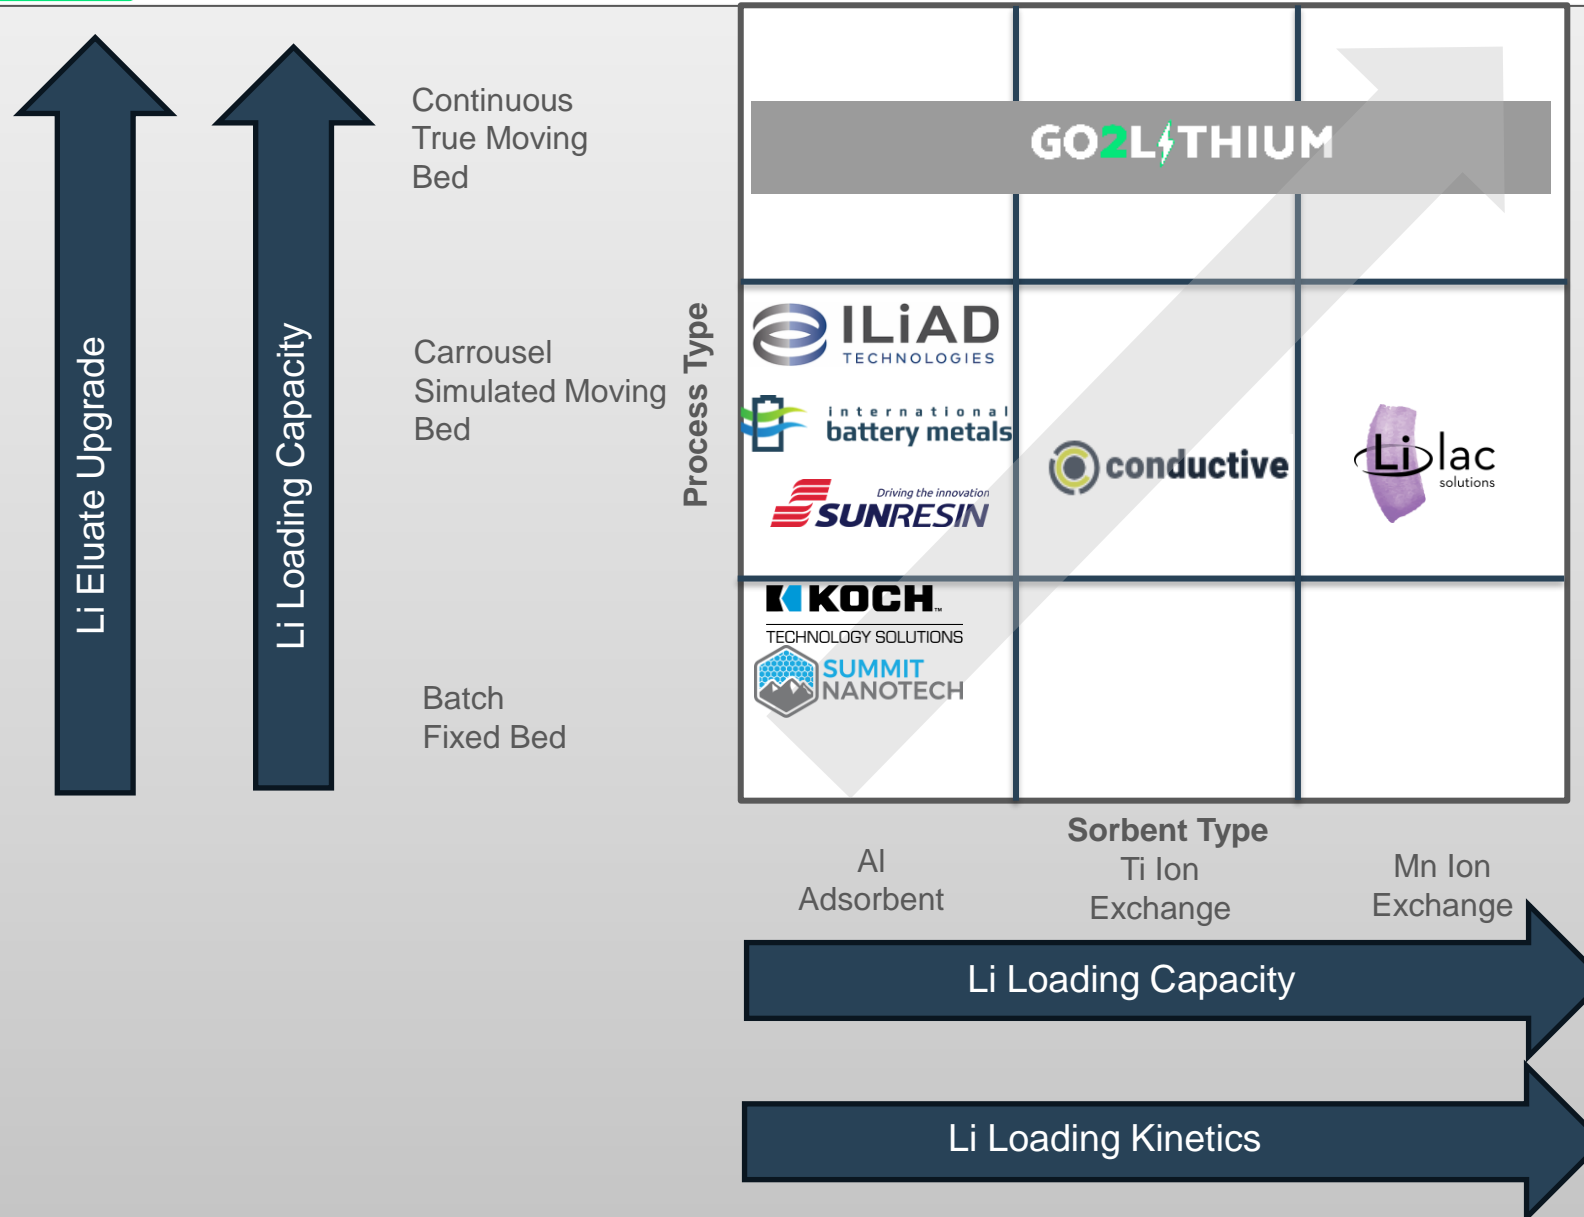 Li Eluate Upgrade
Li Loading Capacity
Continuous
True Moving
Bed
Carrousel
Simulated Moving
Bed
Batch
Fixed Bed
Process Type
GO2LITHIUM
ILiAD
TECHNOLOGIES
international
battery metals
Driving the innovation
SUNRESIN
conductive
Lilac
solutions
KOCH™
TECHNOLOGY SOLUTIONS
SUMMIT
NANOTECH
Sorbent Type
Al
Adsorbent
Ti Ion
Exchange
Mn Ion
Exchange
Li Loading Capacity
Li Loading Kinetics